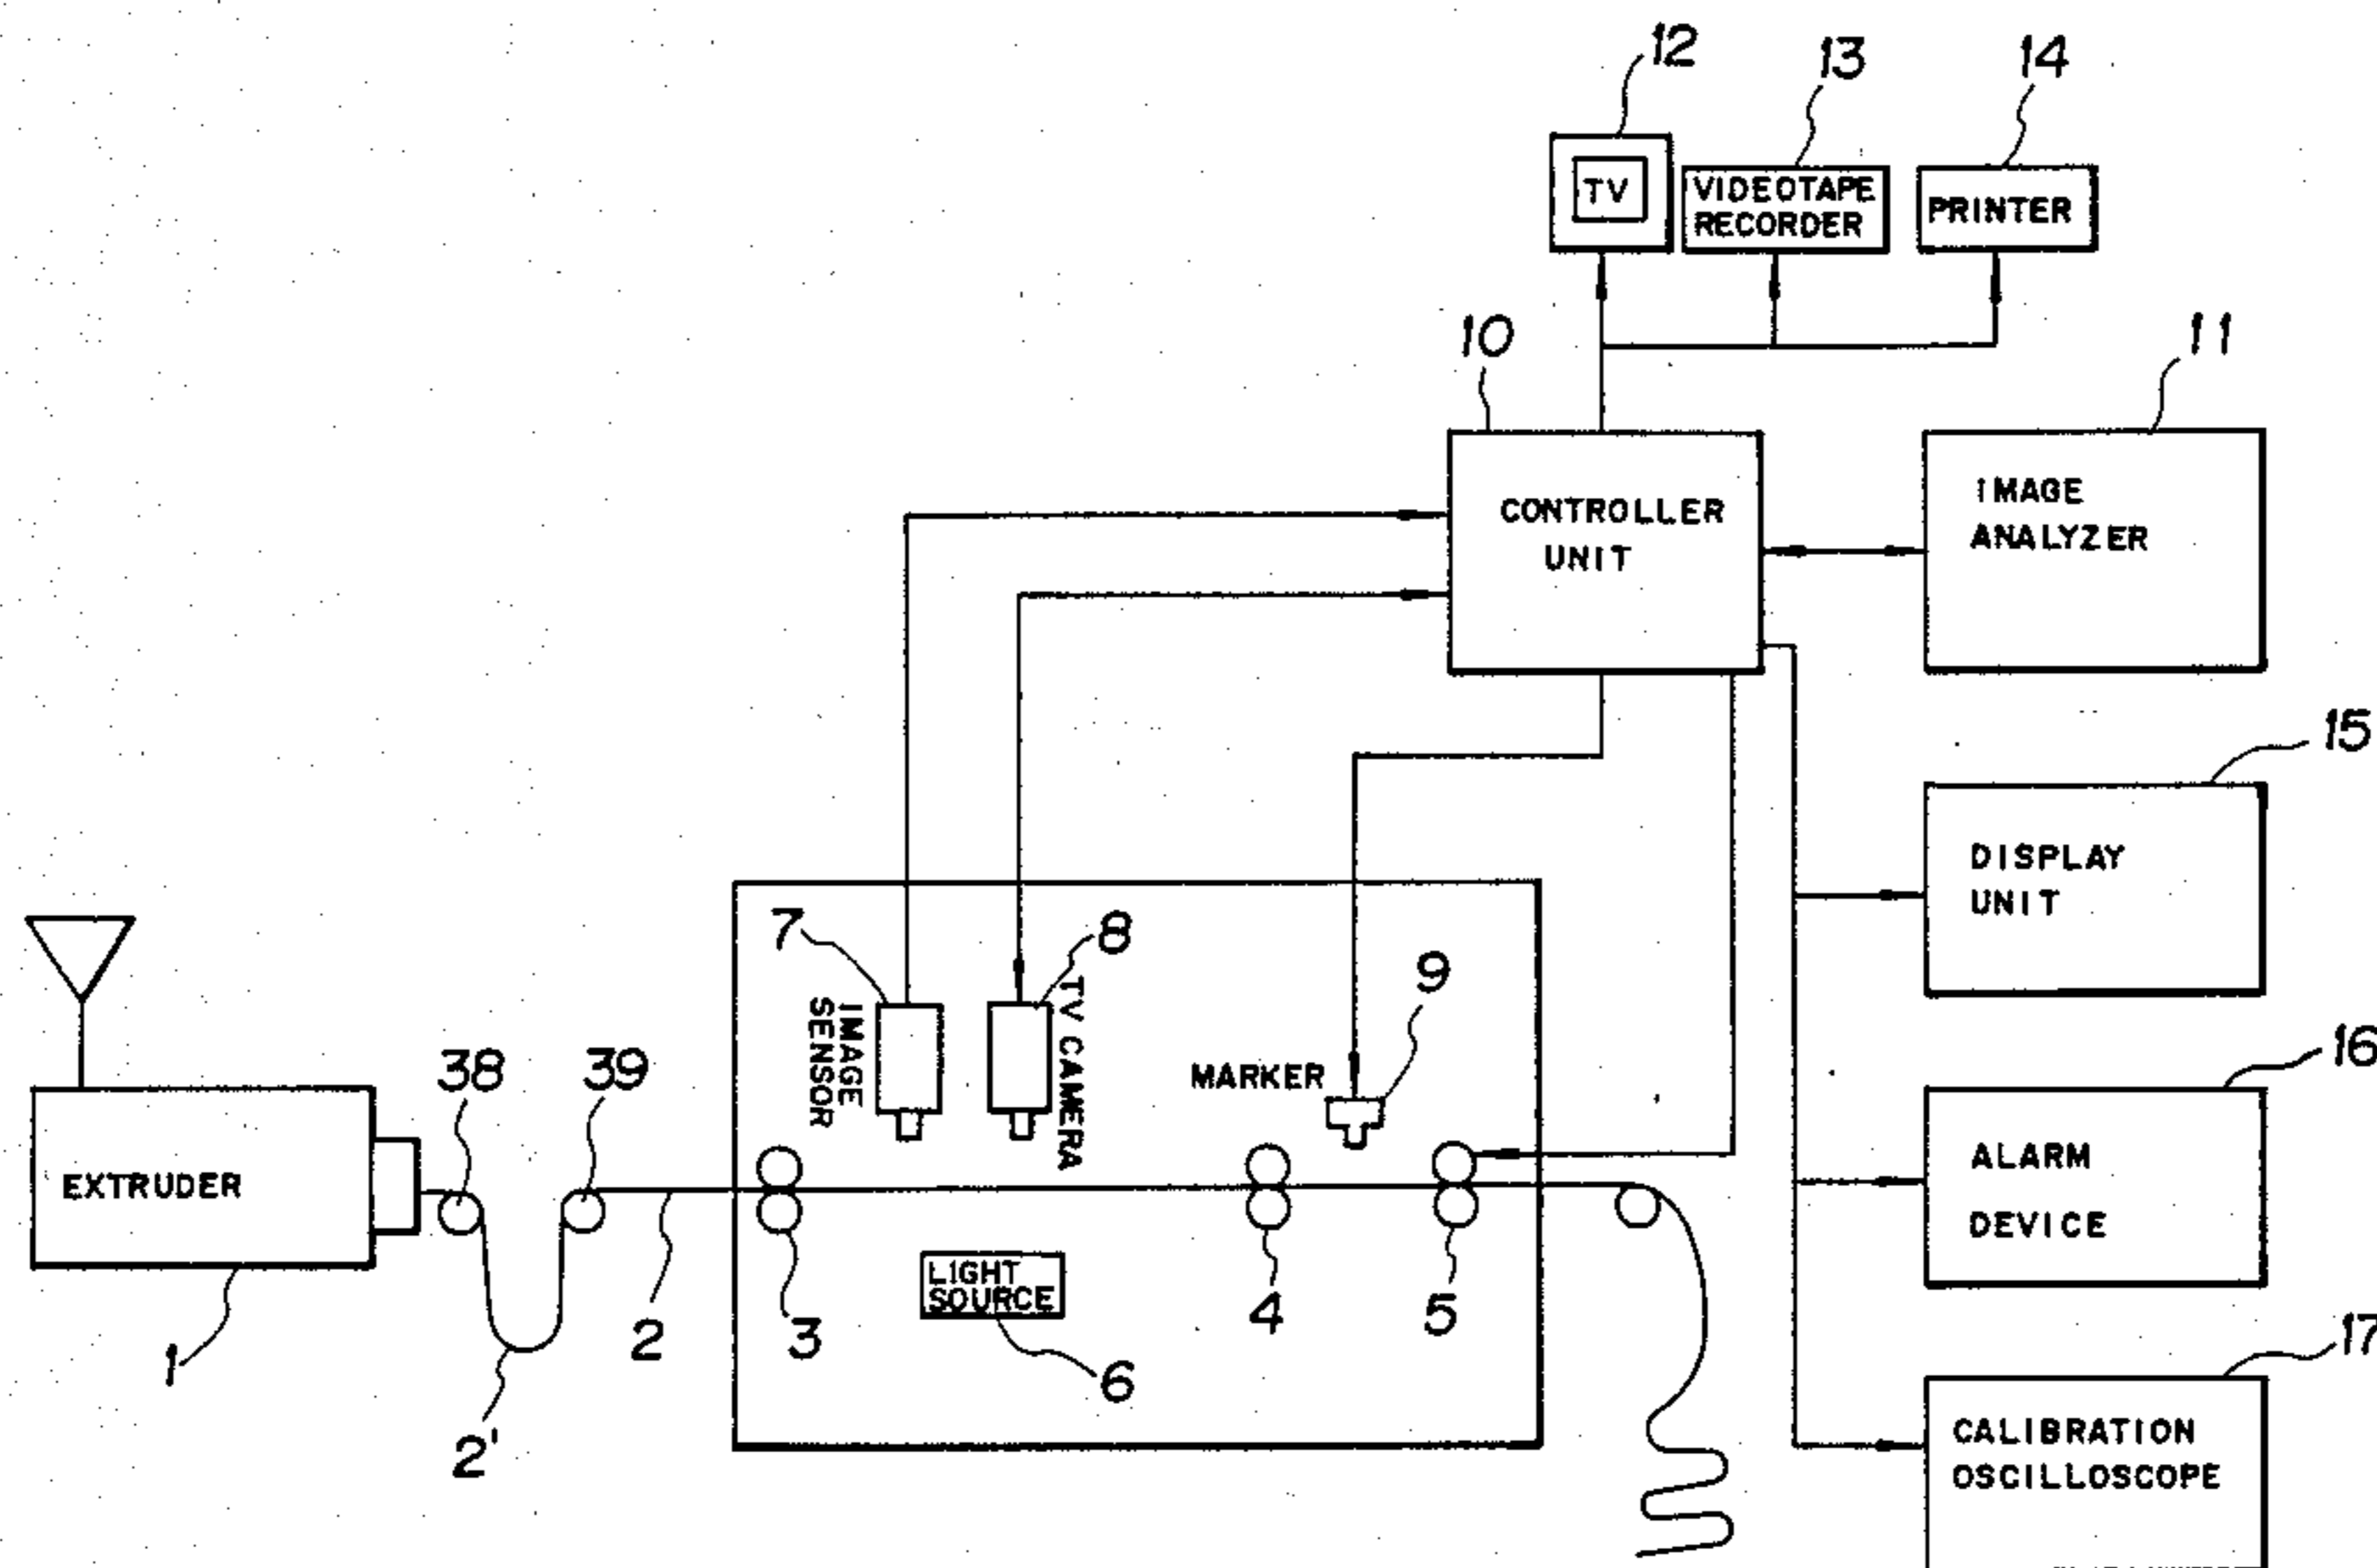 12
13
14
TV
VIDEOTAPE
RECORDER
PRINTER
10
11
CONTROLLER
UNIT
IMAGE
ANALYZER
15
DISPLAY
UNIT
7
8
9
IMAGE
SENSOR
TV CAMERA
MARKER
38
39
16
EXTRUDER
ALARM
DEVICE
LIGHT
SOURCE
1
2
2'
3
4
5
6
17
CALIBRATION
OSCILLOSCOPE